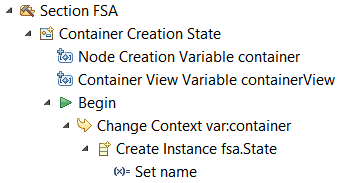 Section FSA
Container Creation State
Node Creation Variable container
Container View Variable containerView
Begin
Change Context var:container
Create Instance fsa.State
(x)= Set name